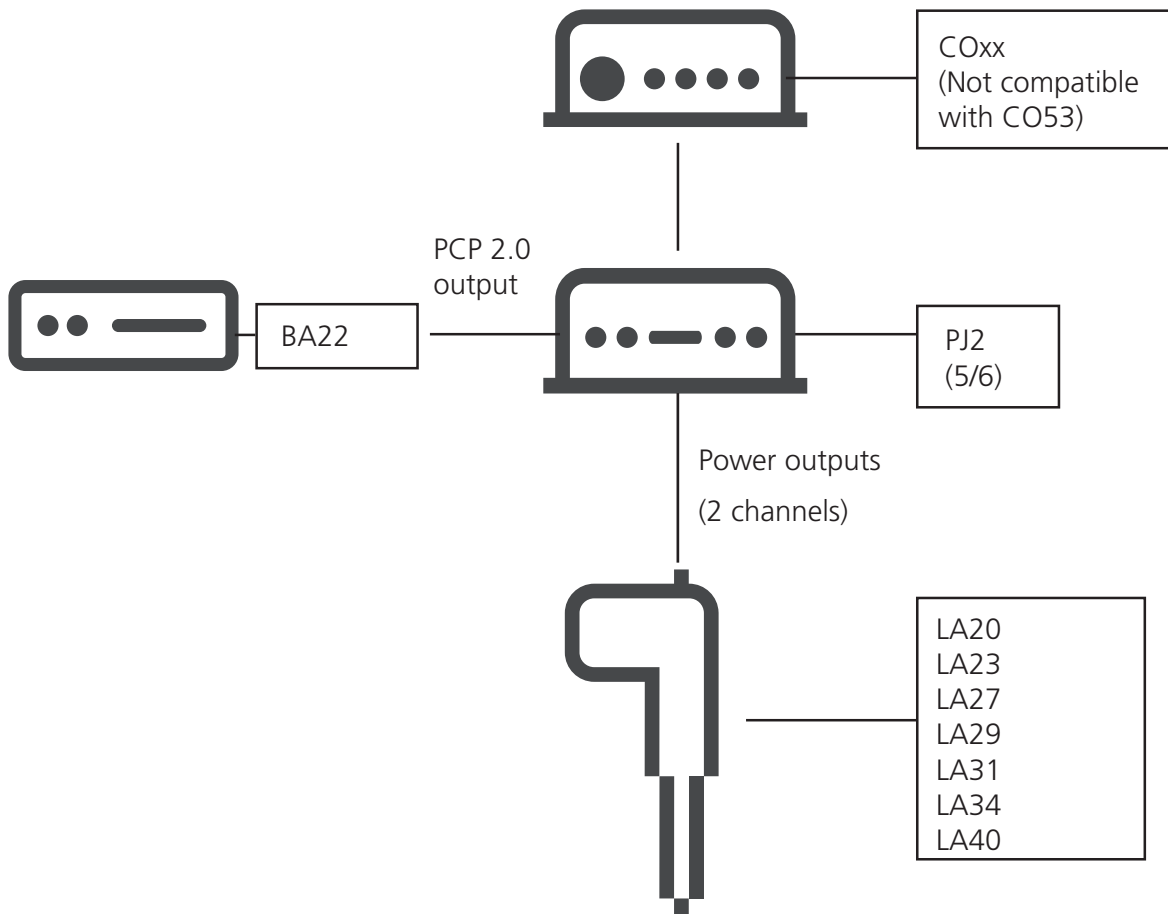 COxx
(Not compatible
with CO53)
PCP 2.0
output
BA22
PJ2
(5/6)
Power outputs
(2 channels)
LA20
LA23
LA27
LA29
LA31
LA34
LA40